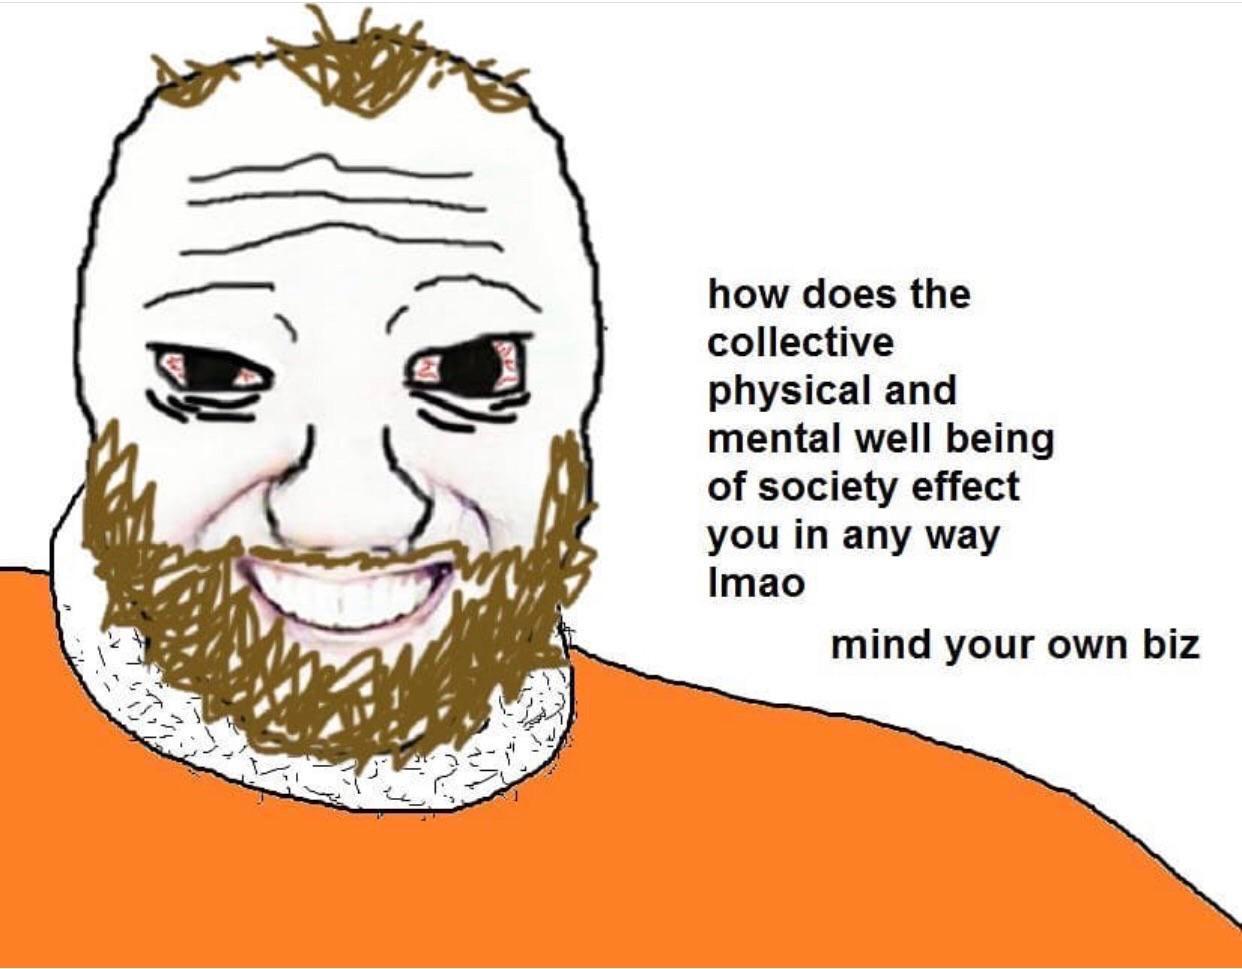 how does the
collective
physical and
mental well being
of society effect
you in any way
lmao
mind your own biz